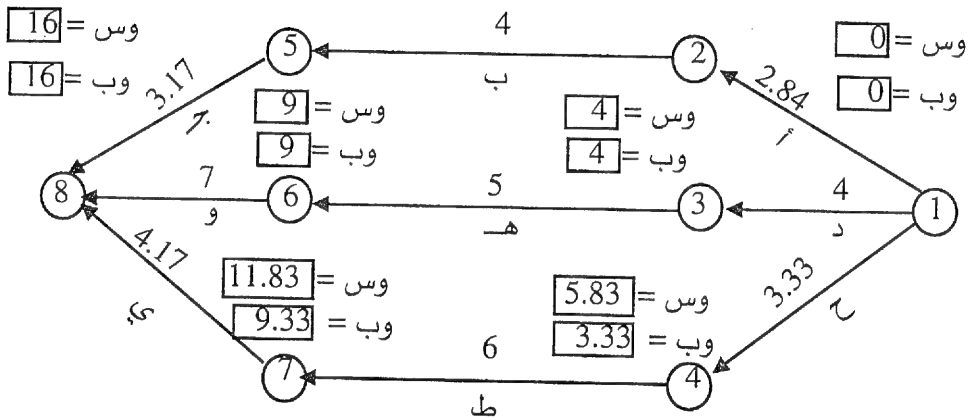 وس = 0
وب = 0
4
وس = 16
وب = 16
2
5
ب
2.84
أ
3.17
جـ
وس = 4
وب = 4
وس = 9
وب = 9
1
4
د
3
5
هـ
6
7
و
8
3.33
ح
4.17
ي
وس = 5.83
وب = 3.33
وس = 11.83
وب = 9.33
4
6
ط
7